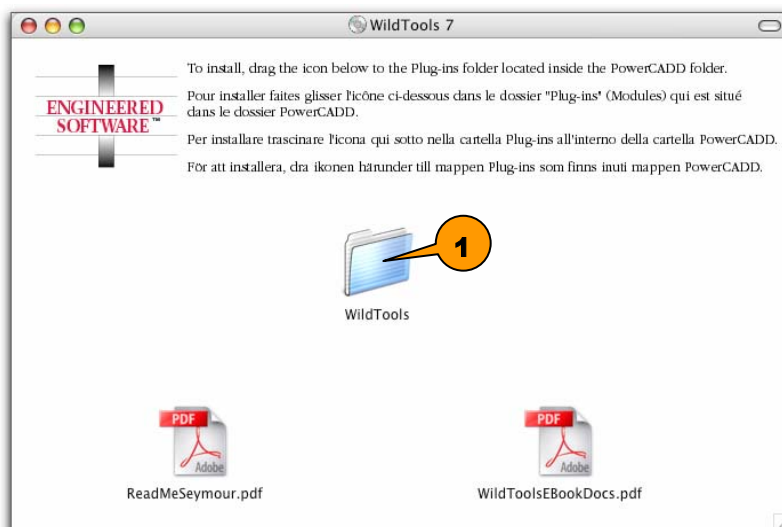 WildTools 7
ENGINEERED
SOFTWARE™
To install, drag the icon below to the Plug-ins folder located inside the PowerCADD folder.
Pour installer faites glisser l'icône ci-dessous dans le dossier "Plug-ins" (Modules) qui est situé
dans le dossier PowerCADD.
Per installare trascinare l'icona qui sotto nella cartella Plug-ins all'interno della cartella PowerCADD.
För att installera, dra ikonen härunder till mappen Plug-ins som finns inuti mappen PowerCADD.
1
WildTools
PDF
Adobe
ReadMeSeymour.pdf
PDF
Adobe
WildToolsEBookDocs.pdf